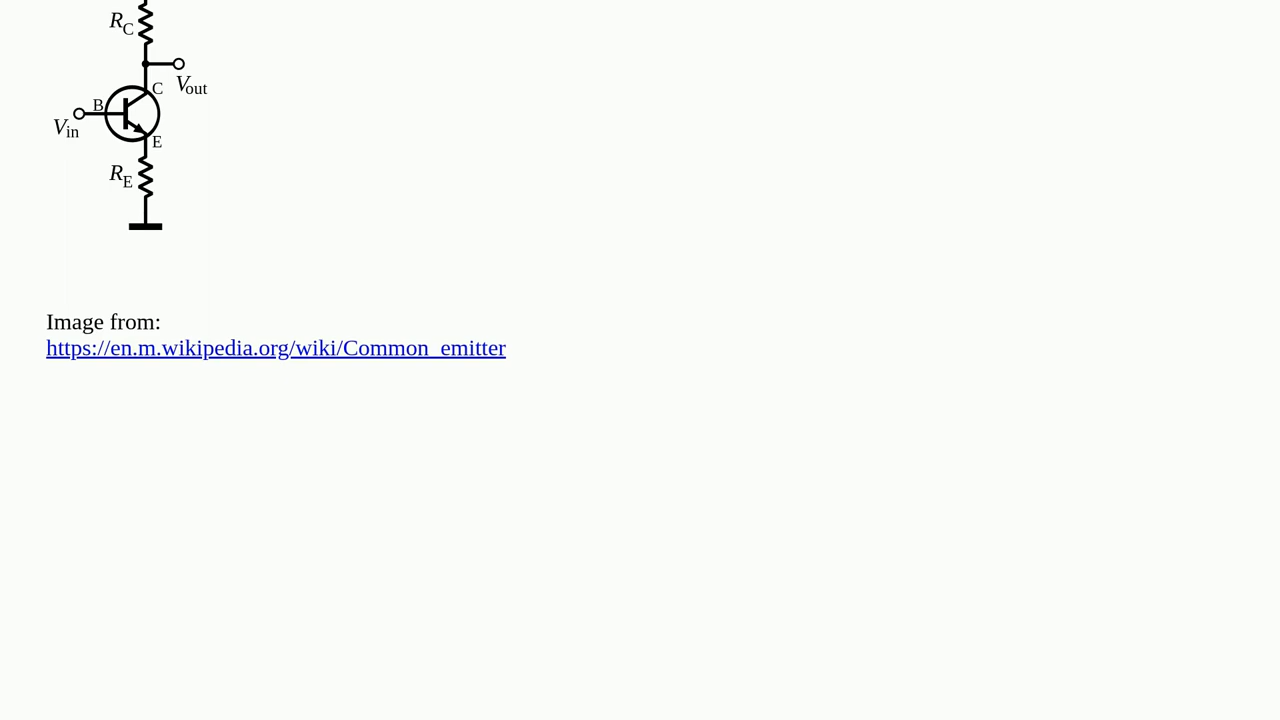 RC
Vout
C
B
Vin
E
RE
Image from:
https://en.m.wikipedia.org/wiki/Common_emitter